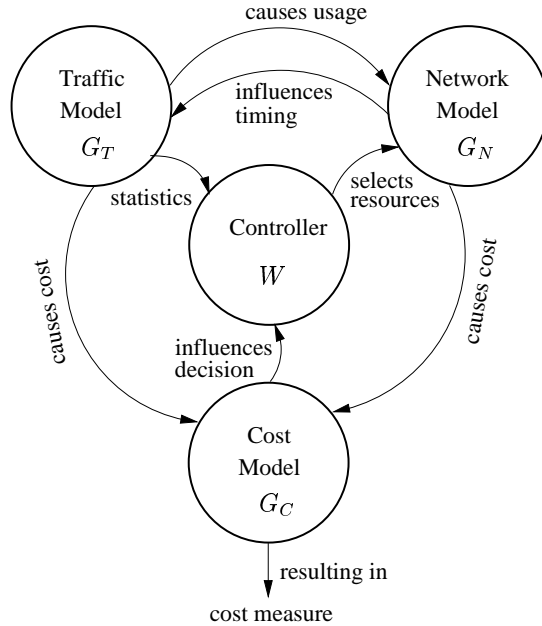 causes usage
Traffic
Model
G_T
influences
timing
Network
Model
G_N
statistics
selects
resources
Controller
W
causes cost
causes cost
influences
decision
Cost
Model
G_C
resulting in
cost measure